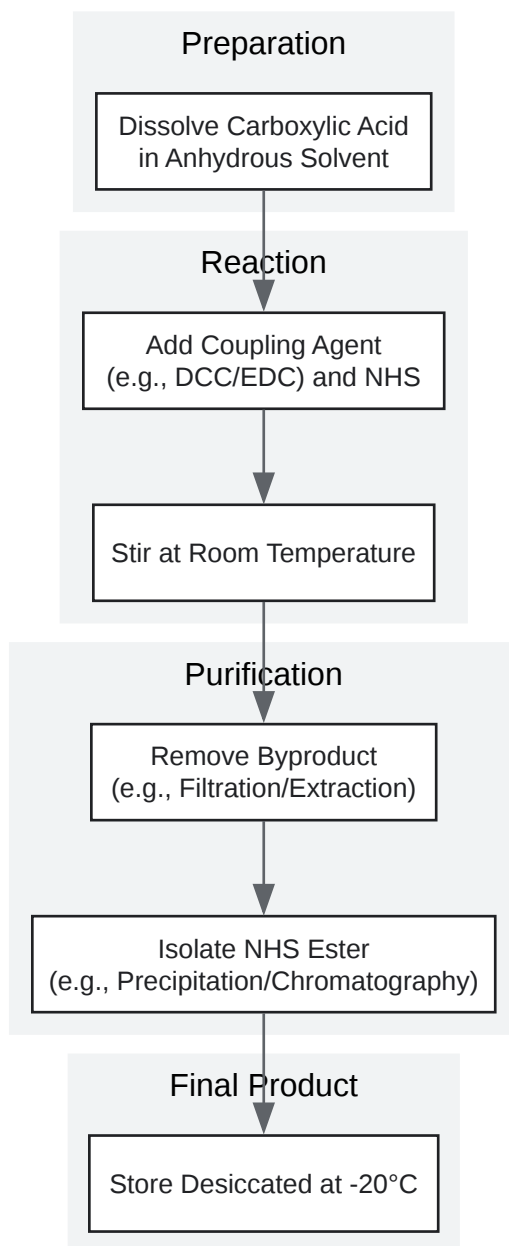 Preparation
Dissolve Carboxylic Acid
in Anhydrous Solvent
Reaction
Add Coupling Agent
(e.g., DCC/EDC) and NHS
Stir at Room Temperature
Purification
Remove Byproduct
(e.g., Filtration/Extraction)
Isolate NHS Ester
(e.g., Precipitation/Chromatography)
Final Product
Store Desiccated at -20°C